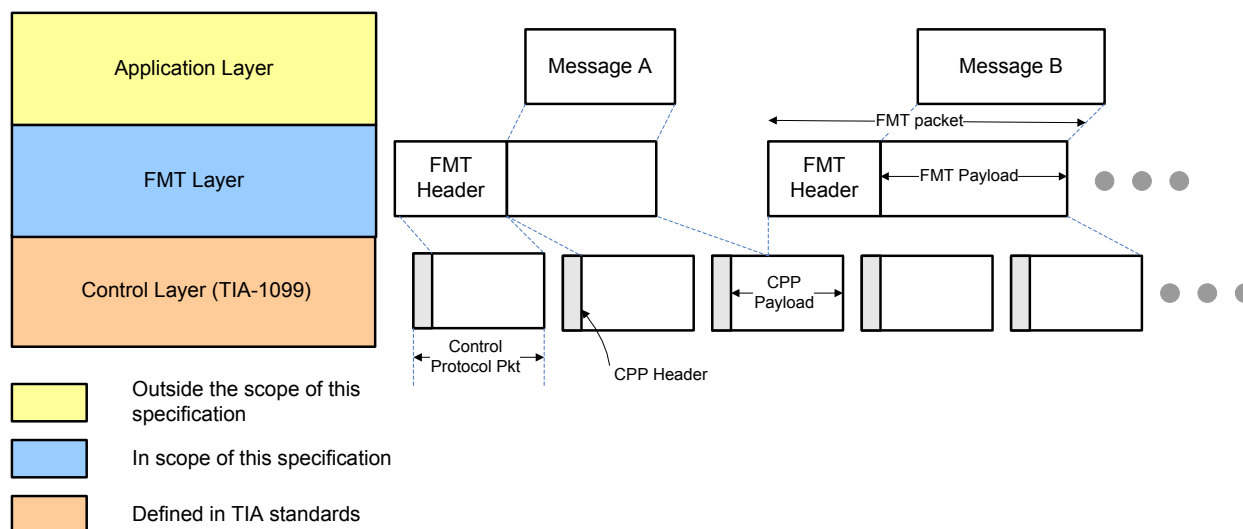 Application Layer
Message A
Message B
FMT packet
FMT Layer
FMT
Header
FMT
Header
FMT Payload
Control Layer (TIA-1099)
CPP
Payload
Control
Protocol Pkt
CPP Header
Outside the scope of this
specification
In scope of this specification
Defined in TIA standards